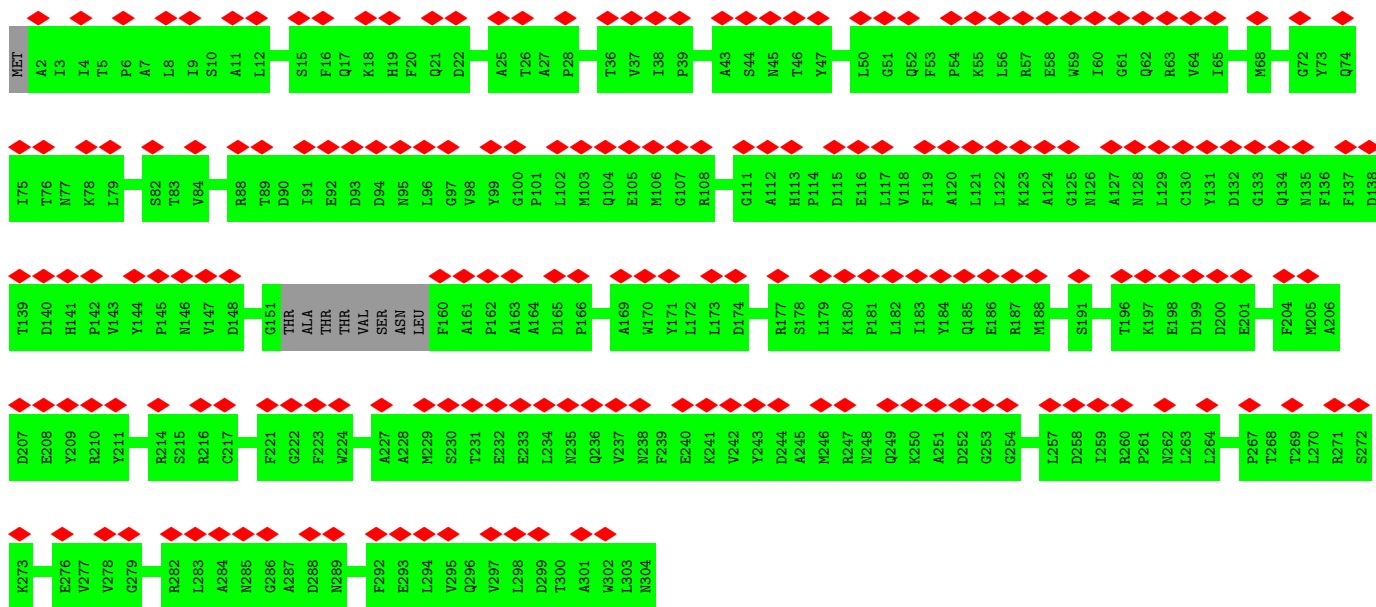 MET A2 I3 I4 T5 P6 A7 L8 I9 S10 A11 L12 S15 F16 Q17 K18 H19 F20 Q21 D22 A25 T26 A27 P28 T36 V37 I38 P39 A43 S44 N45 T46 Y47 L50 G51 Q52 F53 P54 K55 L56 R57 E58 W59 I60 G61 Q62 R63 V64 I65 M68 G72 Y73 Q74
I75 T76 N77 K78 L79 S82 T83 V84 R88 T89 D90 I91 E92 D93 D94 N95 L96 G97 V98 Y99 G100 P101 L102 M103 Q104 E105 M106 G107 R108 G111 A112 H113 P114 D115 E116 L117 V118 F119 A120 L121 L122 K123 A124 G125 N126 A127 N128 L129 C130 Y131 D132 G133 Q134 N135 F136 F137 D138
T139 D140 H141 P142 V143 Y144 P145 N146 V147 D148 G151 THR ALA THR THR VAL SER ASN LEU F160 A161 P162 A163 A164 D165 P166 A169 W170 Y171 L172 L173 D174 R177 S178 L179 K180 P181 L182 I183 Y184 Q185 E186 R187 M188 S191 T196 K197 E198 D199 D200 E201 F204 M205 A206
D207 E208 Y209 R210 Y211 R214 S215 R216 C217 F221 G222 F223 W224 A227 A228 M229 S230 T231 E232 E233 L234 N235 Q236 V237 N238 F239 E240 K241 V242 Y243 D244 A245 M246 R247 N248 Q249 K250 A251 D252 G253 G254 L257 D258 I259 R260 P261 N262 L263 L264 P267 T268 T269 L270 R271 S272
K273 E276 V277 V278 G279 R282 L283 A284 N285 G286 A287 D288 N289 F292 E293 L294 V295 Q296 V297 L298 D299 T300 A301 W302 L303 N304